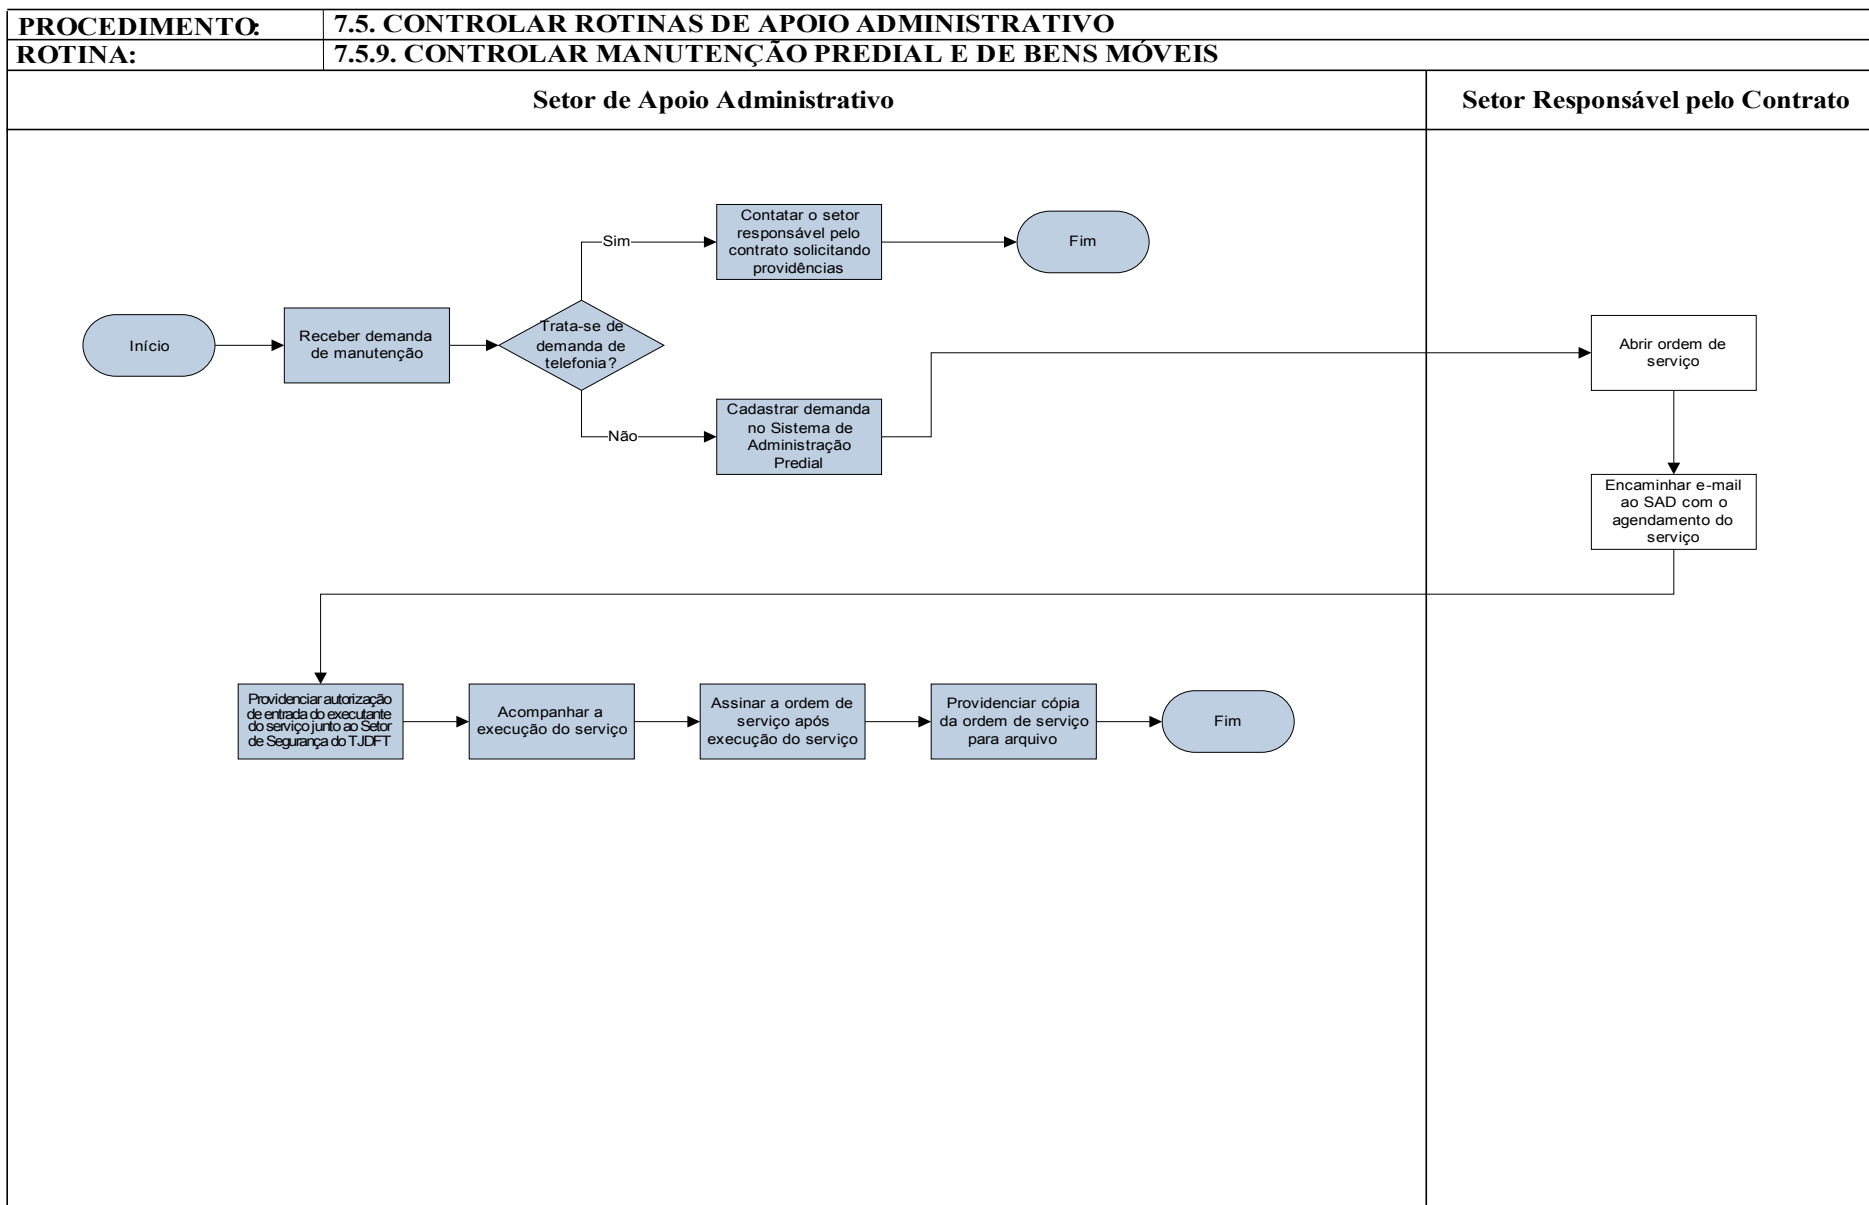 PROCEDIMENTO:
7.5. CONTROLAR ROTINAS DE APOIO ADMINISTRATIVO
ROTINA:
7.5.9. CONTROLAR MANUTENÇÃO PREDIAL E DE BENS MÓVEIS
Setor de Apoio Administrativo
Setor Responsável pelo Contrato
Início
Receber demanda
de manutenção
Trata-se de
demanda de
telefonia?
Sim
Contatar o setor
responsável pelo
contrato solicitando
providências
Fim
Não
Cadastrar demanda
no Sistema de
Administração
Predial
Abrir ordem de
serviço
Encaminhar e-mail
ao SAD com o
agendamento do
serviço
Providenciar autorização
de entrada do executante
do serviço junto ao Setor
de Segurança do TJDFT
Acompanhar a
execução do serviço
Assinar a ordem de
serviço após
execução do serviço
Providenciar cópia
da ordem de serviço
para arquivo
Fim